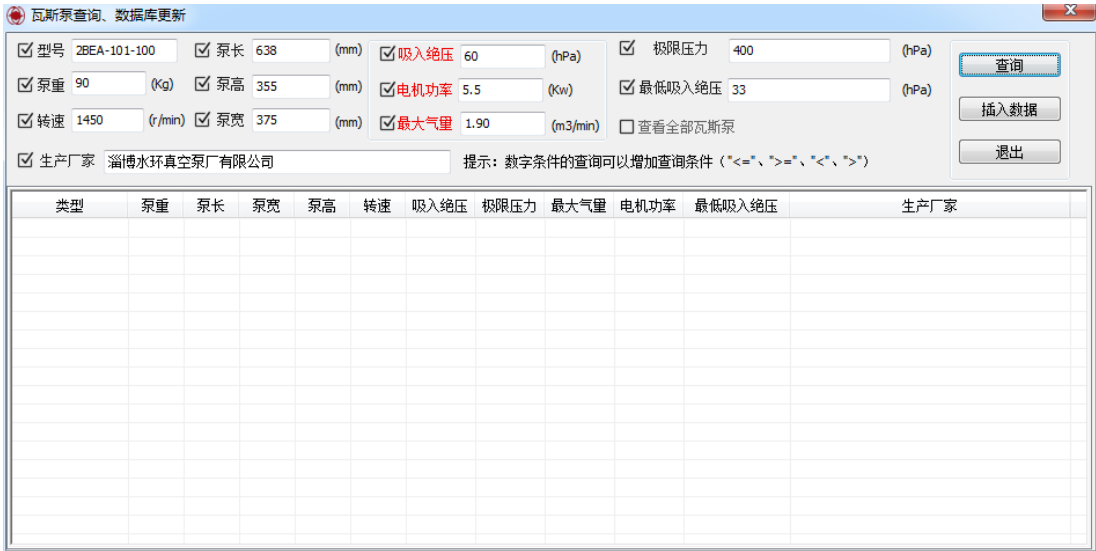 瓦斯泵查询、数据库更新
型号 2BEA-101-100 泵长 638 (mm) 吸入绝压 60 (hPa) 极限压力 400 (hPa) 查询
泵重 90 (Kg) 泵高 355 (mm) 电机功率 5.5 (Kw) 最低吸入绝压 33 (hPa)
插入数据
转速 1450 (r/min) 泵宽 375 (mm) 最大气量 1.90 (m3/min) 查看全部瓦斯泵
生产厂家 淄博水环真空泵厂有限公司 提示：数字条件的查询可以增加查询条件（"<="、">="、"<"、">"） 退出
类型 泵重 泵长 泵宽 泵高 转速 吸入绝压 极限压力 最大气量 电机功率 最低吸入绝压 生产厂家